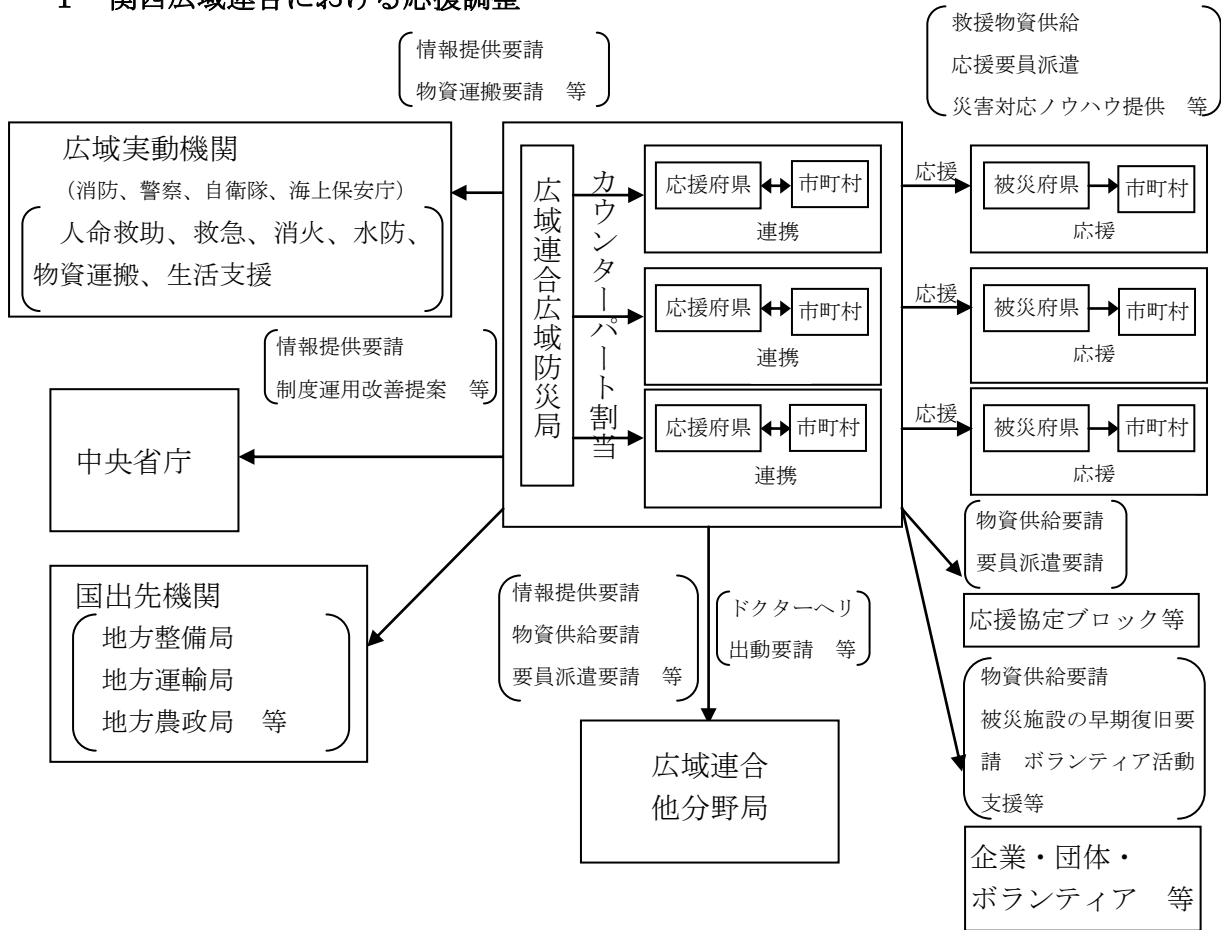 1 関西広域連合における応援調整
情報提供要請
物資運搬要請 等
救援物資供給
応援要員派遣
災害対応ノウハウ提供 等
広域実動機関
(消防、警察、自衛隊、海上保安庁)
人命救助、救急、消火、水防、
物資運搬、生活支援
広域連合広域防災局
カウンターパート割当
応援府県
市町村
連携
応援
被災府県
市町村
応援
応援府県
市町村
連携
応援
被災府県
市町村
応援
応援府県
市町村
連携
応援
被災府県
市町村
応援
情報提供要請
制度運用改善提案 等
中央省庁
国出先機関
地方整備局
地方運輸局
地方農政局 等
情報提供要請
物資供給要請
要員派遣要請 等
ドクターヘリ
出動要請 等
広域連合
他分野局
物資供給要請
要員派遣要請
応援協定ブロック等
物資供給要請
被災施設の早期復旧要
請 ボランティア活動
支援等
企業・団体・
ボランティア 等